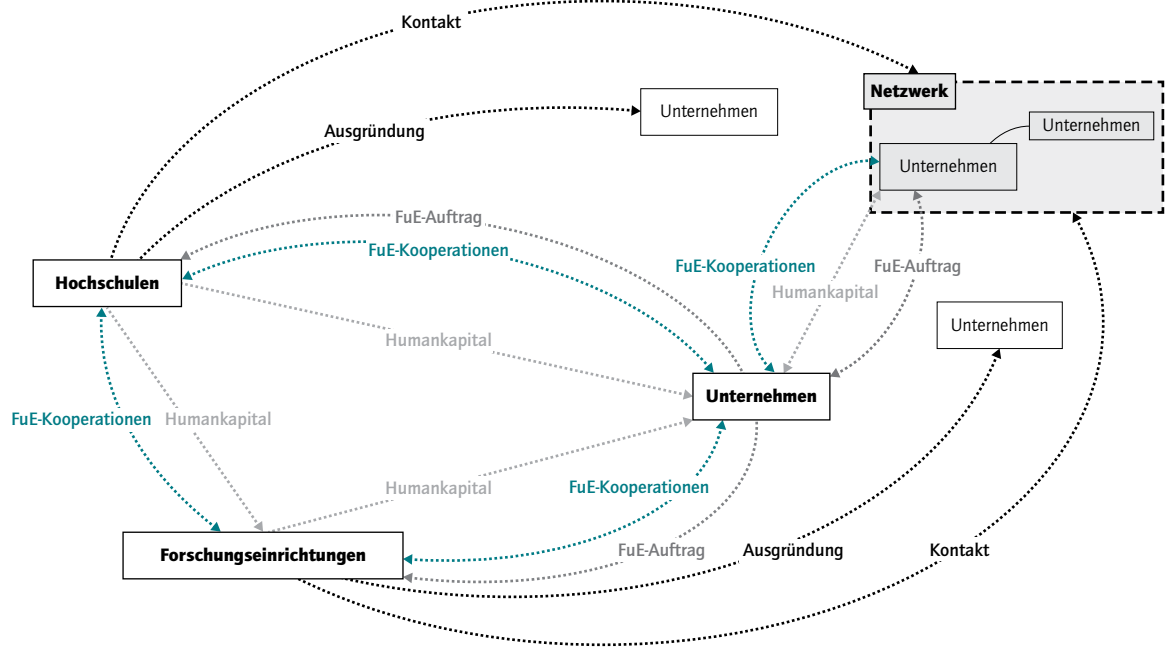 Kontakt
Netzwerk
Unternehmen
Unternehmen
Ausgründung
Unternehmen
FuE-Auftrag
FuE-Kooperationen
FuE-Kooperationen
FuE-Auftrag
Hochschulen
Humankapital
Unternehmen
Humankapital
Unternehmen
FuE-Kooperationen
Humankapital
Humankapital
FuE-Kooperationen
Forschungseinrichtungen
FuE-Auftrag
Ausgründung
Kontakt